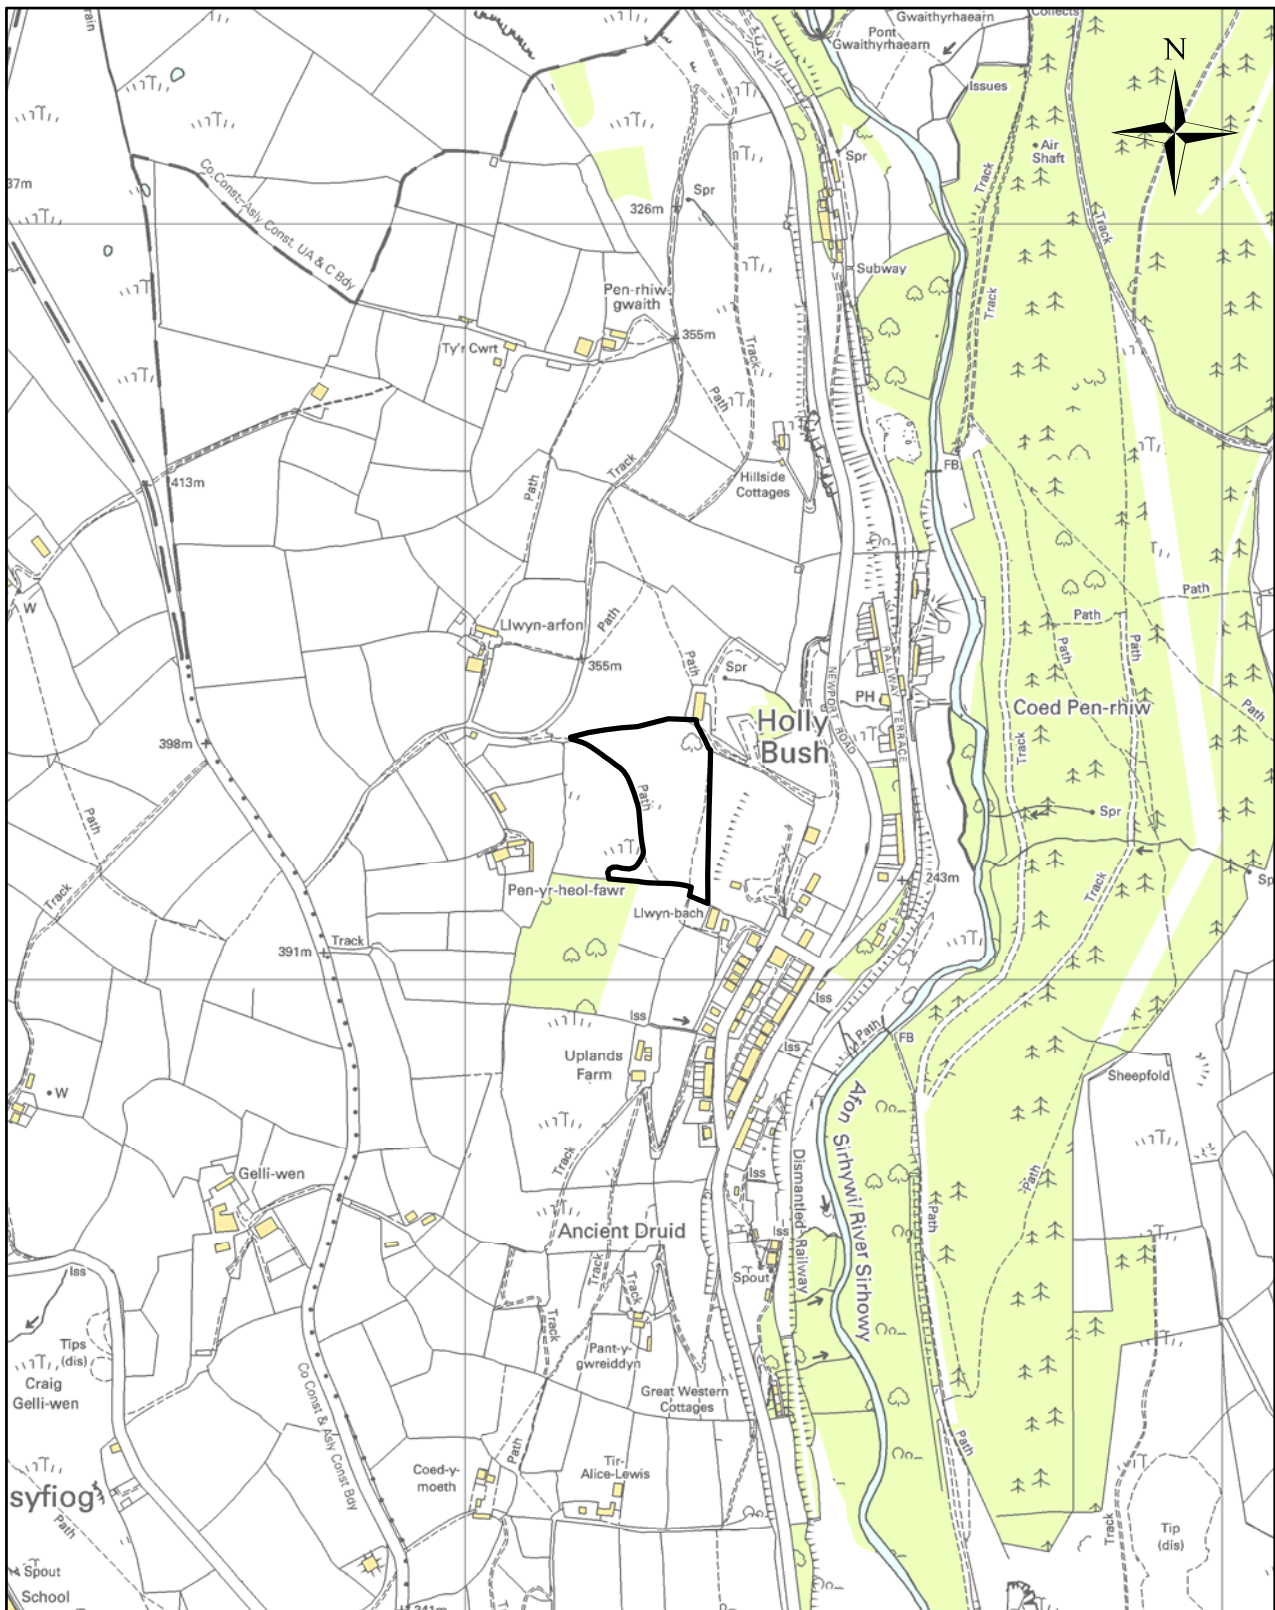 Gwaithyrhaearn
Collects
Pont
Gwaithyrhaearn
N
Issues
Air
Shaft
Spr
Track
Co Const, Asly Const, UA & C Bdy
37m
Spr
326m
Track
Subway
Track
Pen-rhiw-
gwaith
355m
Ty'r Cwrt
Track
Path
Track
413m
Path
Hillside
Cottages
FB
W
Llwyn-arfon
Path
355m
Path
Spr
Path
Path
Path
Path
Path
RAILWAY TERRACE
NEWPORT ROAD
PH
Holly
Bush
Coed Pen-rhiw
Track
398m
Path
Path
Spr
Pen-yr-heol-fawr
243m
Sp
Track
Track
Llwyn-bach
391m
Track
Iss
Iss
Path
FB
Uplands
Farm
Iss
Sheepfold
W
Afon Sirhywi/River Sirhowy
Track
Iss
Path
Gelli-wen
Dismantled Railway
Path
Ancient Druid
Iss
Iss
Track
Track
Spout
Track
Tips
(dis)
Craig
Gelli-wen
Pant-y-
gwreiddyn
Great Western
Cottages
Co Const & Asly Const Bdy
Path
Path
Coed-y-
moeth
Tir-
Alice-Lewis
syfiog
Path
Track
Tip
(dis)
Spout
School
341m